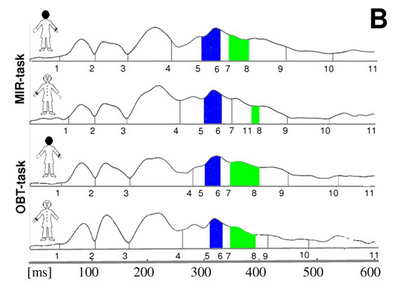 B
MIR-task
1 2 3 4 5 6 7 8 9 10 11
1 2 3 4 5 6 7 11 8 9 10 11
OBT-task
1 2 3 4 5 6 7 8 9 10 11
1 2 3 4 5 6 7 8 9 10 11
[ms] 100 200 300 400 500 600